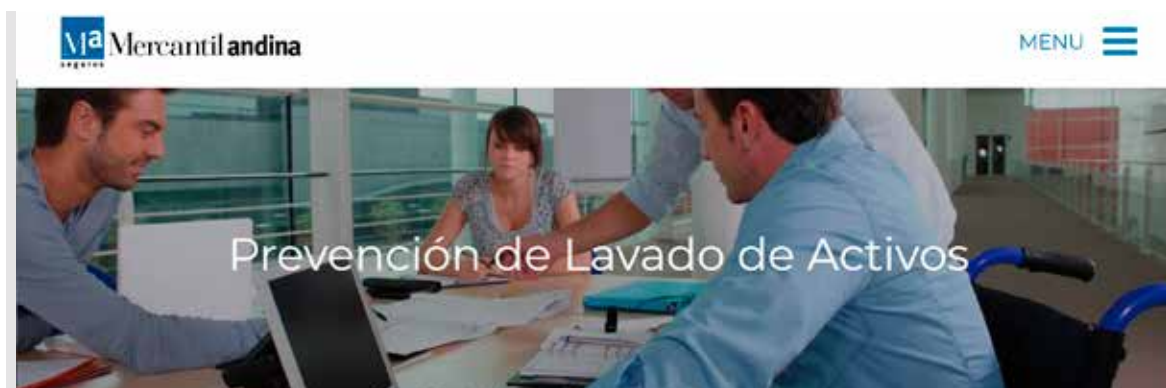 Ma Mercantil andina
seguros
MENU
Prevención de Lavado de Activos